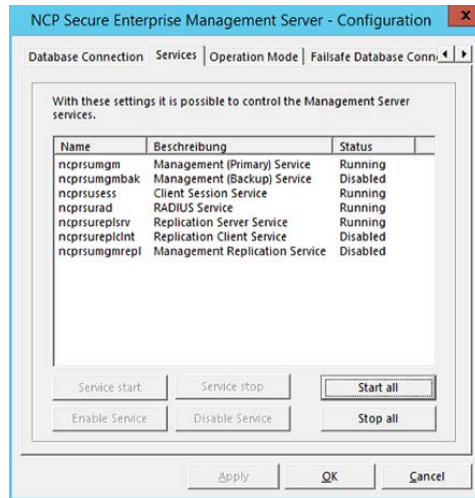 NCP Secure Enterprise Management Server - Configuration x
Database Connection Services Operation Mode Failsafe Database Conn
With these settings it is possible to control the Management Server
services.
Name Beschreibung Status
ncprsumgm Management (Primary) Service Running
ncprsumgmbak Management (Backup) Service Disabled
ncprsusess Client Session Service Running
ncprsurad RADIUS Service Running
ncprsureplsrv Replication Server Service Running
ncprsureplclnt Replication Client Service Disabled
ncprsumgmrepl Management Replication Service Disabled
Service start Service stop Start all
Enable Service Disable Service Stop all
Apply OK Cancel